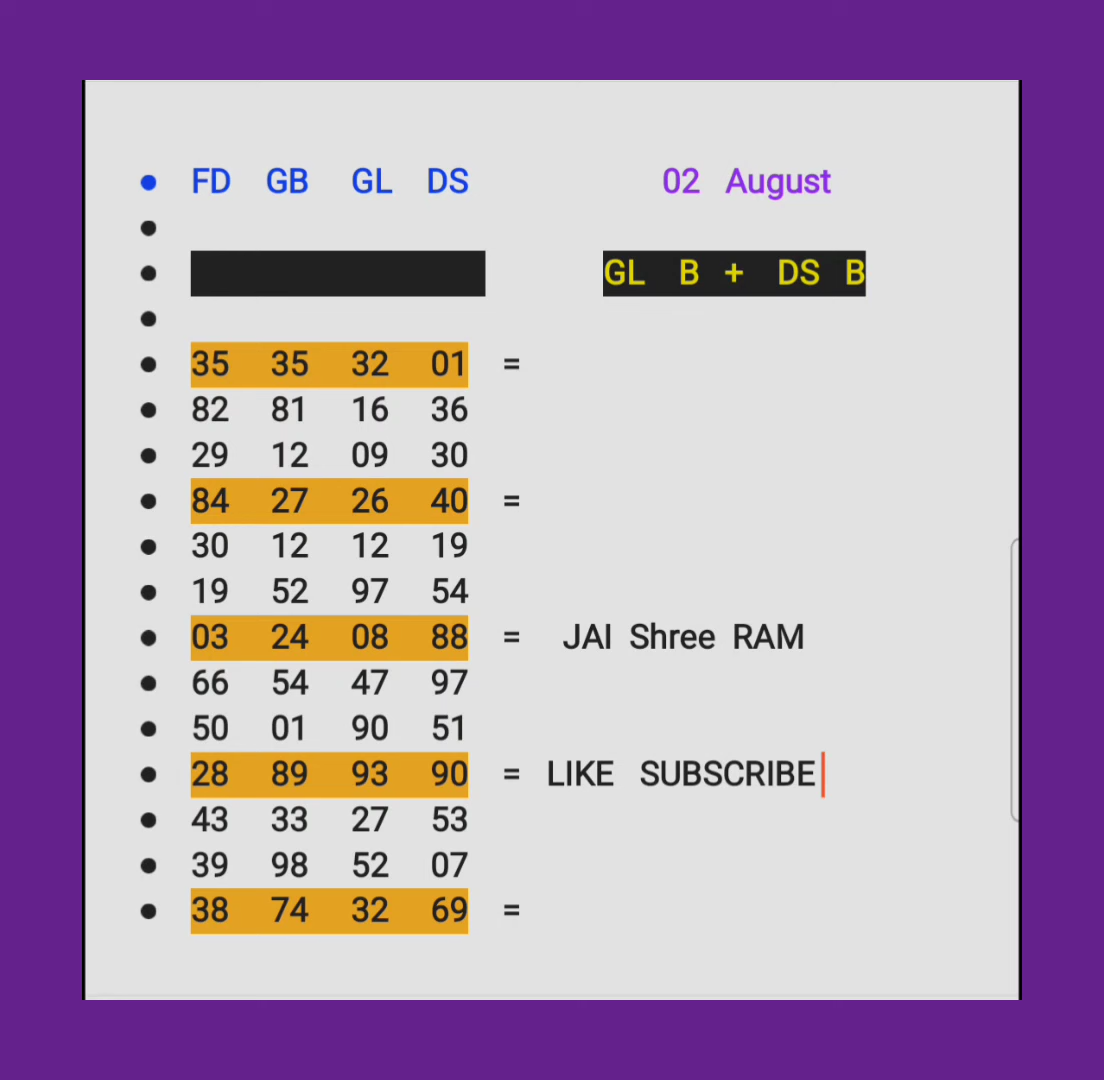 FD GB GL DS 02 August
GL B + DS B
35 35 32 01 =
82 81 16 36
29 12 09 30
84 27 26 40 =
30 12 12 19
19 52 97 54
03 24 08 88 = JAI Shree RAM
66 54 47 97
50 01 90 51
28 89 93 90 = LIKE SUBSCRIBE
43 33 27 53
39 98 52 07
38 74 32 69 =